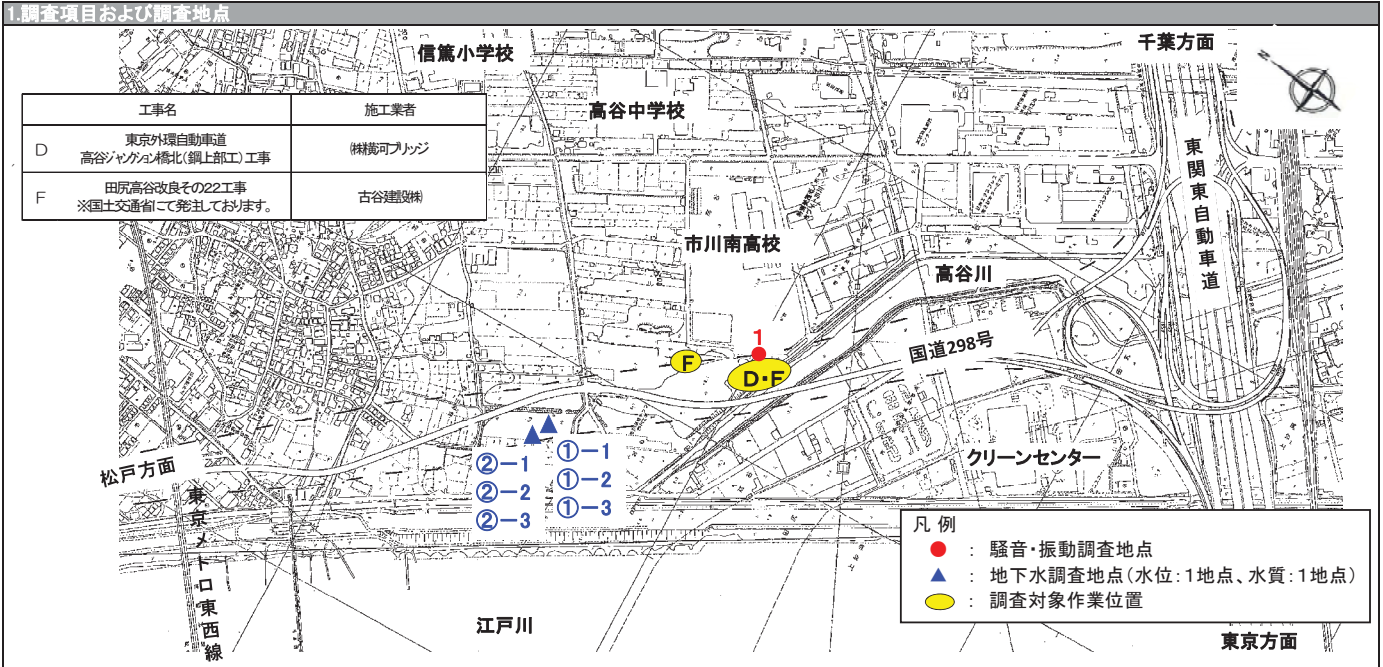 1.調査項目および調査地点
信篤小学校
千葉方面
工事名
施工業者
高谷中学校
D
東京外環自動車道
高谷ジャンクション橋北(鋼上部工)工事
㈱横河ブリッジ
F
田尻高谷改良その22工事
※国土交通省にて発注しております。
古谷建設㈱
東関東自動車道
市川南高校
高谷川
1
国道298号
F
D・F
松戸方面
②-1
②-2
②-3
①-1
①-2
①-3
クリーンセンター
東京メトロ東西線
凡 例
● : 騒音・振動調査地点
▲ : 地下水調査地点(水位:1地点、水質:1地点)
: 調査対象作業位置
江戸川
東京方面